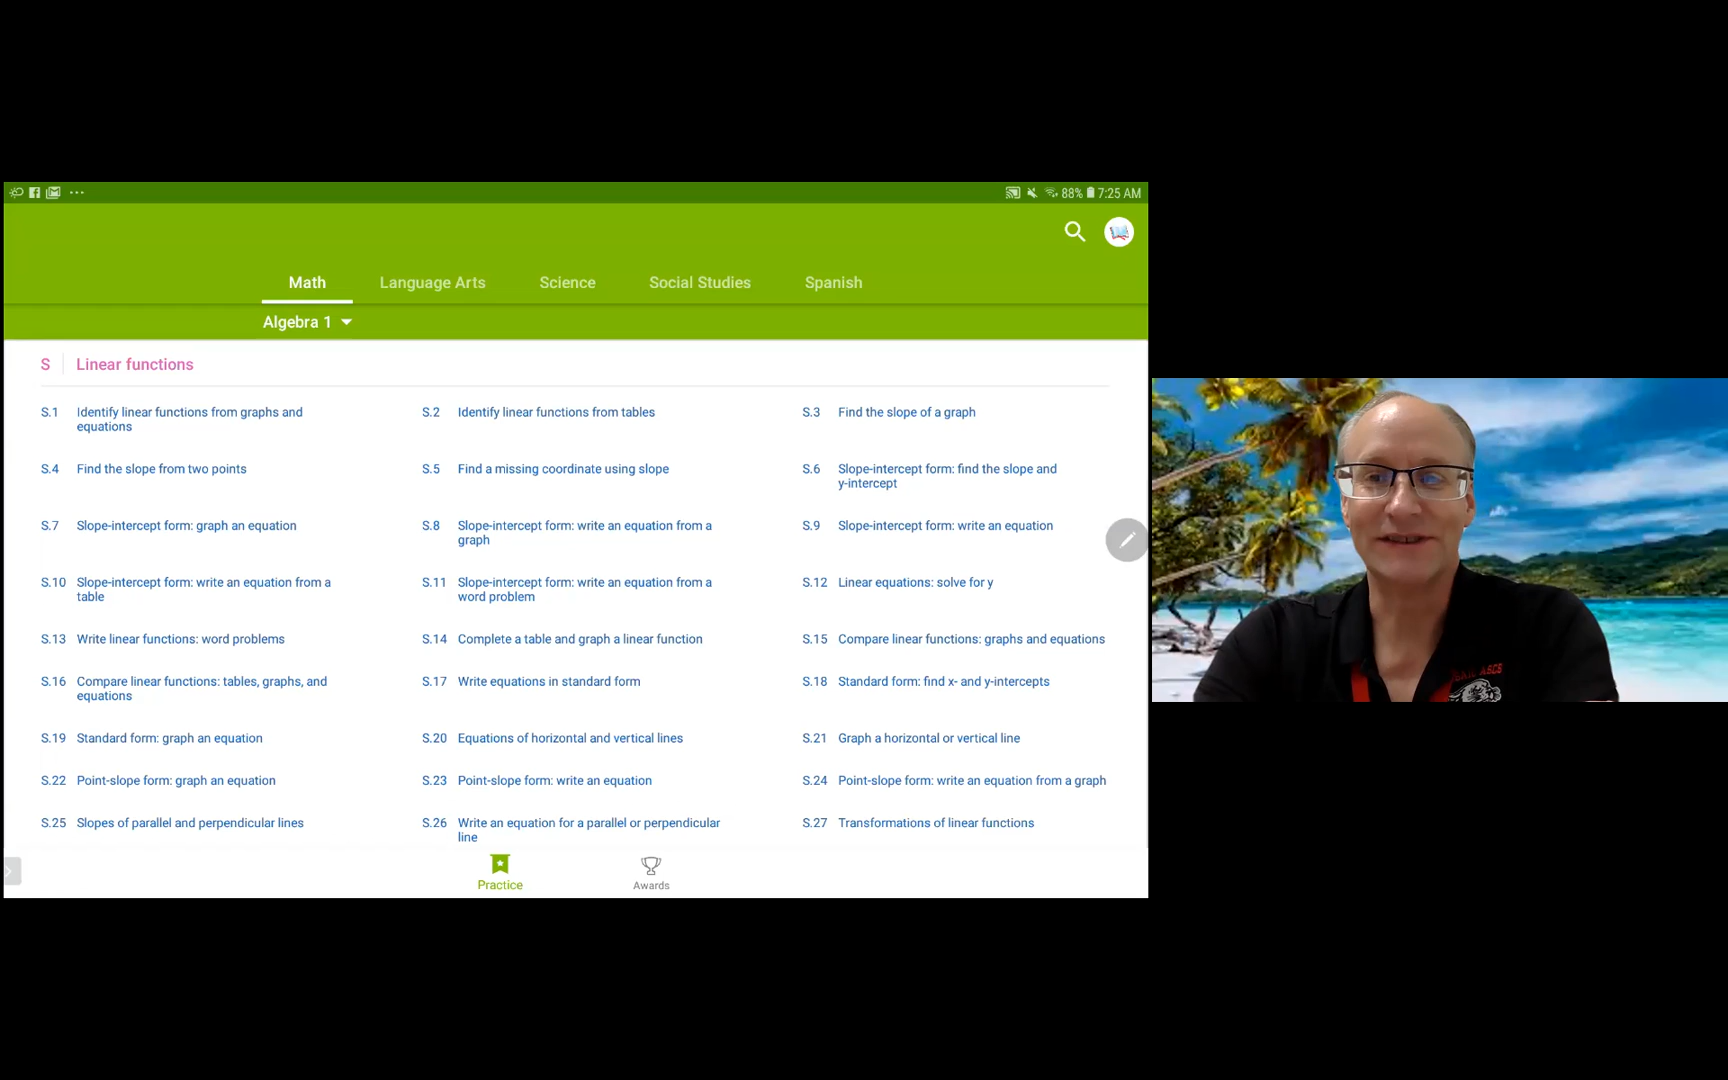 88% 7:25 AM
Math Language Arts Science Social Studies Spanish
Algebra 1
S Linear functions
S.1 Identify linear functions from graphs and
equations
S.2 Identify linear functions from tables
S.3 Find the slope of a graph
S.4 Find the slope from two points
S.5 Find a missing coordinate using slope
S.6 Slope-intercept form: find the slope and
y-intercept
S.7 Slope-intercept form: graph an equation
S.8 Slope-intercept form: write an equation from a
graph
S.9 Slope-intercept form: write an equation
S.10 Slope-intercept form: write an equation from a
table
S.11 Slope-intercept form: write an equation from a
word problem
S.12 Linear equations: solve for y
S.13 Write linear functions: word problems
S.14 Complete a table and graph a linear function
S.15 Compare linear functions: graphs and equations
S.16 Compare linear functions: tables, graphs, and
equations
S.17 Write equations in standard form
S.18 Standard form: find x- and y-intercepts
S.19 Standard form: graph an equation
S.20 Equations of horizontal and vertical lines
S.21 Graph a horizontal or vertical line
S.22 Point-slope form: graph an equation
S.23 Point-slope form: write an equation
S.24 Point-slope form: write an equation from a graph
S.25 Slopes of parallel and perpendicular lines
S.26 Write an equation for a parallel or perpendicular
line
S.27 Transformations of linear functions
Practice Awards